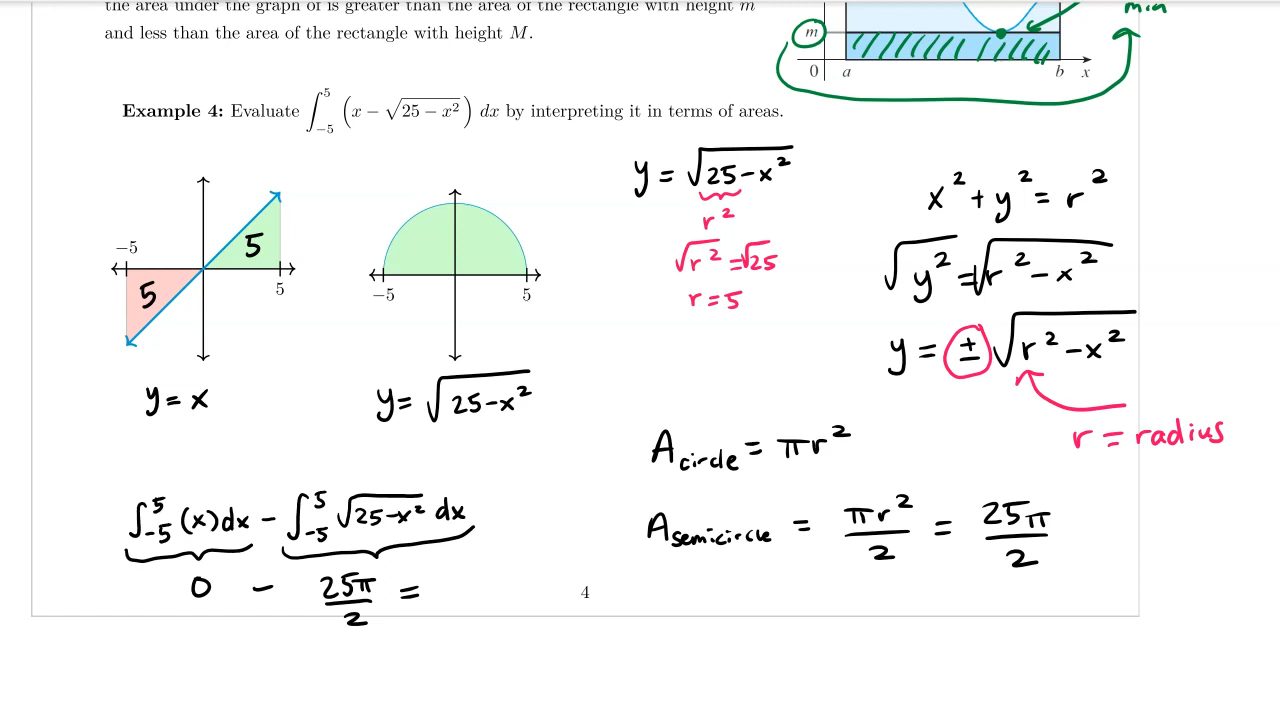 the area under the graph of is greater than the area of the rectangle with height m
and less than the area of the rectangle with height M.
min
m
0 a b x
Example 4: Evaluate ∫_{-5}^{5} (x − √(25 − x²)) dx by interpreting it in terms of areas.
−5
5
5
5
y = x
−5
5
y = √(25-x²)
y = √(25-x²)
r²
√r² = √25
r = 5
x² + y² = r²
√y² = √(r² - x²)
y = ± √(r² - x²)
r = radius
A circle = πr²
A semicircle = πr²/2 = 25π/2
∫_{-5}^{5} (x)dx - ∫_{-5}^{5} √(25-x²) dx
0 - 25π/2 =
4